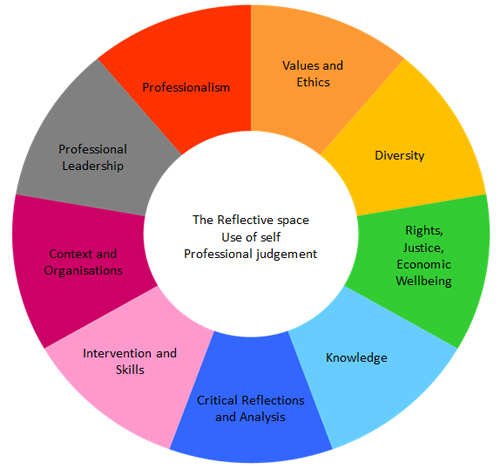 Professionalism
Values and
Ethics
Diversity
Rights,
Justice,
Economic
Wellbeing
Knowledge
Critical Reflections
and Analysis
Intervention and
Skills
Context and
Organisations
Professional
Leadership
The Reflective space
Use of self
Professional judgement